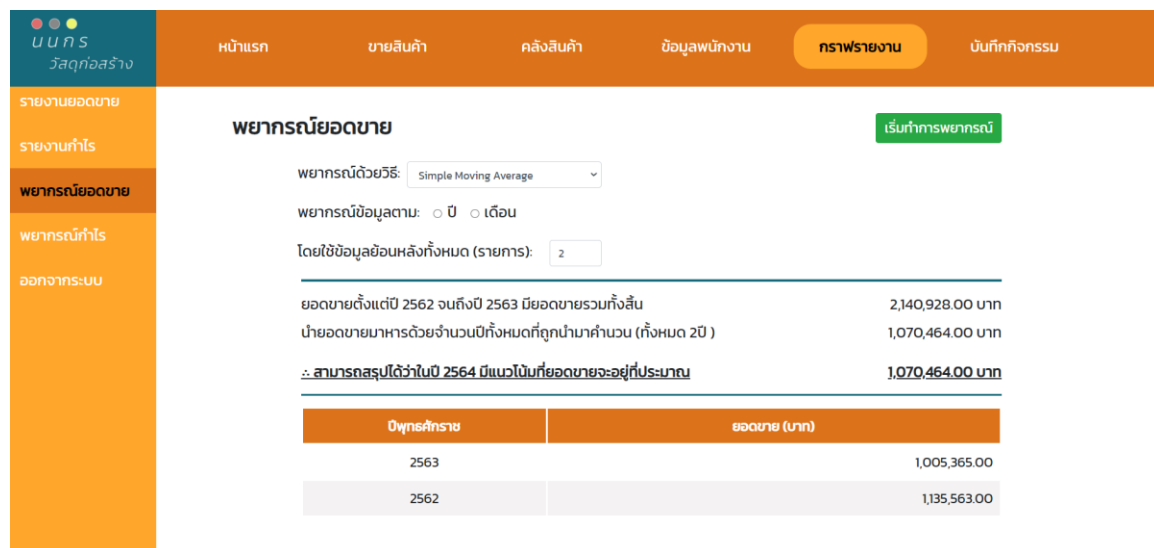 นนกร
วัสดุก่อสร้าง
หน้าแรก ขายสินค้า คลังสินค้า ข้อมูลพนักงาน กราฟรายงาน บันทึกกิจกรรม
รายงานยอดขาย
รายงานกำไร
พยากรณ์ยอดขาย
พยากรณ์กำไร
ออกจากระบบ
พยากรณ์ยอดขาย เริ่มทำการพยากรณ์
พยากรณ์ด้วยวิธี: Simple Moving Average
พยากรณ์ข้อมูลตาม: ปี เดือน
โดยใช้ข้อมูลย้อนหลังทั้งหมด (รายการ): 2
ยอดขายตั้งแต่ปี 2562 จนถึงปี 2563 มียอดขายรวมทั้งสิ้น 2,140,928.00 บาท
นำยอดขายมาหารด้วยจำนวนปีทั้งหมดที่ถูกนำมาคำนวน (ทั้งหมด 2ปี ) 1,070,464.00 บาท
∴ สามารถสรุปได้ว่าในปี 2564 มีแนวโน้มที่ยอดขายจะอยู่ที่ประมาณ 1,070,464.00 บาท
ปีพุทธศักราช ยอดขาย (บาท)
2563 1,005,365.00
2562 1,135,563.00